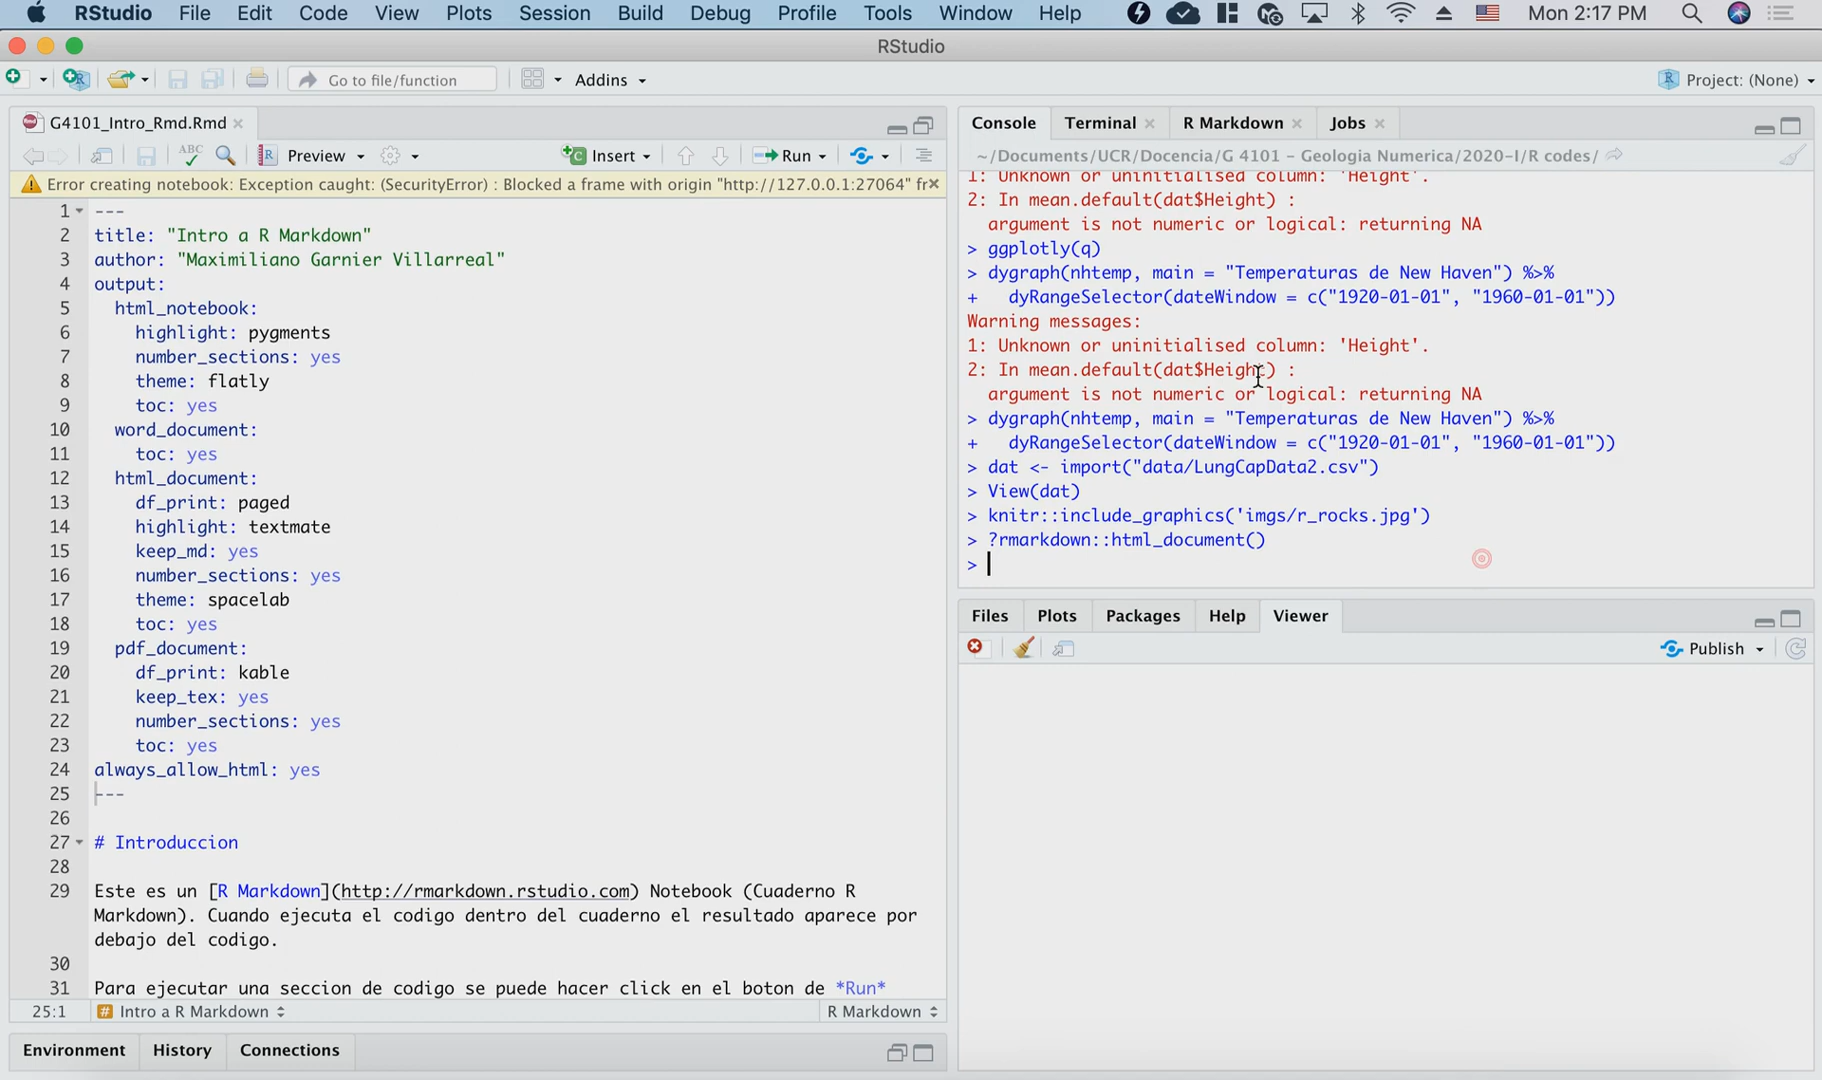 RStudio File Edit Code View Plots Session Build Debug Profile Tools Window Help Mon 2:17 PM
RStudio
Go to file/function Addins Project: (None)
G4101_Intro_Rmd.Rmd
ABC Preview Insert Run
Error creating notebook: Exception caught: (SecurityError) : Blocked a frame with origin "http://127.0.0.1:27064" fr
1 ---
2 title: "Intro a R Markdown"
3 author: "Maximiliano Garnier Villarreal"
4 output:
5 html_notebook:
6 highlight: pygments
7 number_sections: yes
8 theme: flatly
9 toc: yes
10 word_document:
11 toc: yes
12 html_document:
13 df_print: paged
14 highlight: textmate
15 keep_md: yes
16 number_sections: yes
17 theme: spacelab
18 toc: yes
19 pdf_document:
20 df_print: kable
21 keep_tex: yes
22 number_sections: yes
23 toc: yes
24 always_allow_html: yes
25 ---
26
27 # Introduccion
28
29 Este es un [R Markdown](http://rmarkdown.rstudio.com) Notebook (Cuaderno R
Markdown). Cuando ejecuta el codigo dentro del cuaderno el resultado aparece por
debajo del codigo.
30
31 Para ejecutar una seccion de codigo se puede hacer click en el boton de *Run*
25:1 # Intro a R Markdown R Markdown
Environment History Connections
Console Terminal R Markdown Jobs
~/Documents/UCR/Docencia/G 4101 - Geologia Numerica/2020-I/R codes/
1: Unknown or uninitialised column: 'Height'.
2: In mean.default(dat$Height) :
argument is not numeric or logical: returning NA
> ggplotly(q)
> dygraph(nhtemp, main = "Temperaturas de New Haven") %>%
+ dyRangeSelector(dateWindow = c("1920-01-01", "1960-01-01"))
Warning messages:
1: Unknown or uninitialised column: 'Height'.
2: In mean.default(dat$Height) :
argument is not numeric or logical: returning NA
> dygraph(nhtemp, main = "Temperaturas de New Haven") %>%
+ dyRangeSelector(dateWindow = c("1920-01-01", "1960-01-01"))
> dat <- import("data/LungCapData2.csv")
> View(dat)
> knitr::include_graphics('imgs/r_rocks.jpg')
> ?rmarkdown::html_document()
>
Files Plots Packages Help Viewer
Publish